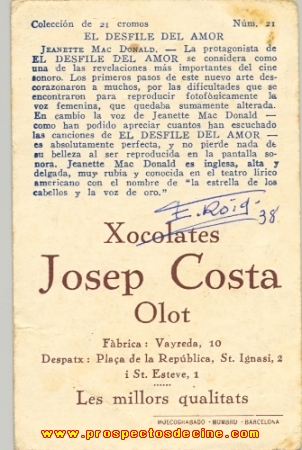 Colección de 21 cromos Núm. 21
EL DESFILE DEL AMOR
JEANETTE MAC DONALD. — La protagonista de
EL DESFILE DEL AMOR se considera como
una de las revelaciones más importantes del cine
sonoro. Los primeros pasos de este nuevo arte des-
corazonaron a muchos, por las dificultades que se
encontraron para reproducir fotofónicamente la
voz femenina, que quedaba sumamente alterada.
En cambio la voz de Jeanette Mac Donald —
como han podido apreciar cuantos han escuchado
las canciones de EL DESFILE DEL AMOR —
es absolutamente perfecta, y no pierde nada de
su belleza al ser reproducida en la pantalla so-
nora. Jeanette Mac Donald es inglesa, alta y
delgada, muy rubia y conocida en el teatro lírico
americano con el nombre de "la estrella de los
cabellos y la voz de oro."
E. Roig
38
Xocolates
Josep Costa
Olot
Fàbrica: Vayreda, 10
Despatx: Plaça de la República, St. Ignasi, 2
i St. Esteve, 1
Les millors qualitats
HUECOGRABADO - MUMBRU - BARCELONA
www.prospectosdecine.com